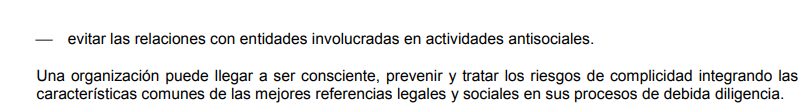 — evitar las relaciones con entidades involucradas en actividades antisociales.
Una organización puede llegar a ser consciente, prevenir y tratar los riesgos de complicidad integrando las
características comunes de las mejores referencias legales y sociales en sus procesos de debida diligencia.